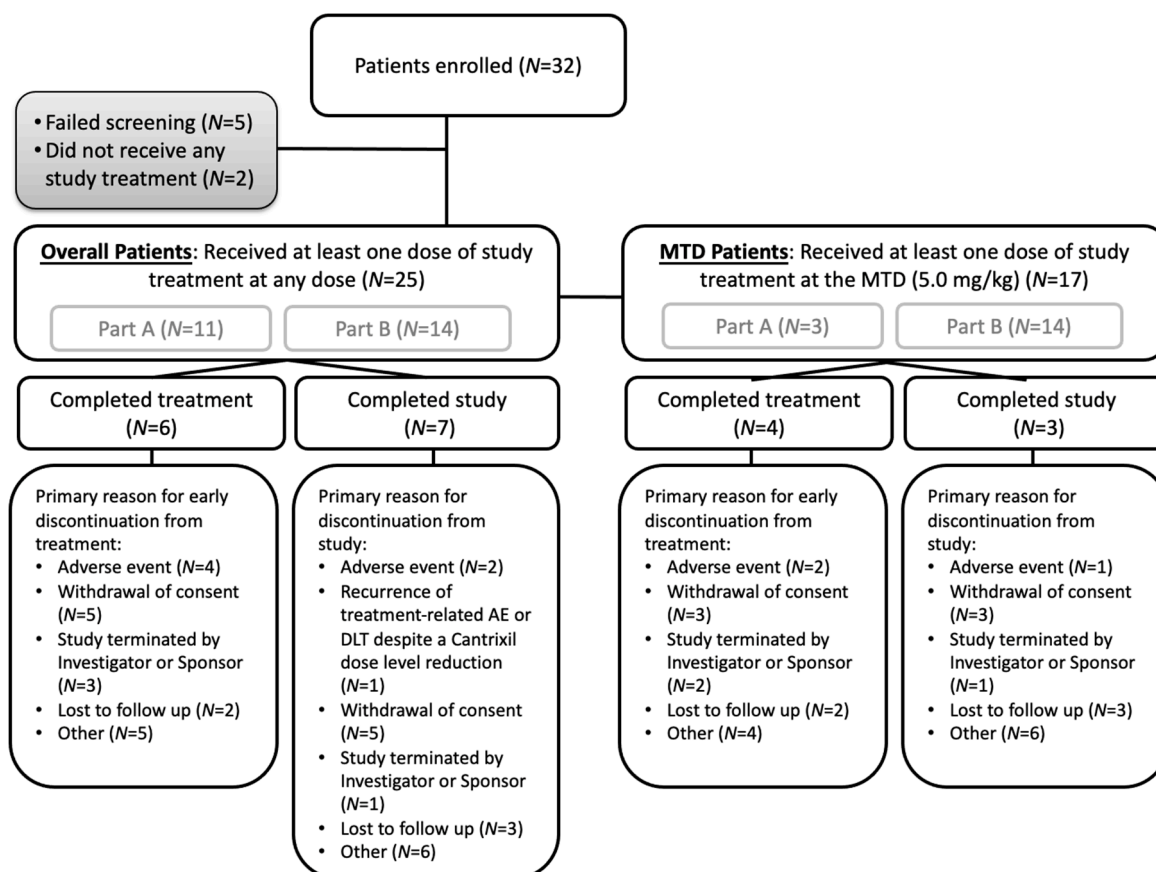 Patients enrolled (N=32)
• Failed screening (N=5)
• Did not receive any
study treatment (N=2)
Overall Patients: Received at least one dose of study
treatment at any dose (N=25)
Part A (N=11)
Part B (N=14)
MTD Patients: Received at least one dose of study
treatment at the MTD (5.0 mg/kg) (N=17)
Part A (N=3)
Part B (N=14)
Completed treatment
(N=6)
Completed study
(N=7)
Completed treatment
(N=4)
Completed study
(N=3)
Primary reason for early
discontinuation from
treatment:
• Adverse event (N=4)
• Withdrawal of consent
(N=5)
• Study terminated by
Investigator or Sponsor
(N=3)
• Lost to follow up (N=2)
• Other (N=5)
Primary reason for
discontinuation from
study:
• Adverse event (N=2)
• Recurrence of
treatment-related AE or
DLT despite a Cantrixil
dose level reduction
(N=1)
• Withdrawal of consent
(N=5)
• Study terminated by
Investigator or Sponsor
(N=1)
• Lost to follow up (N=3)
• Other (N=6)
Primary reason for early
discontinuation from
treatment:
• Adverse event (N=2)
• Withdrawal of consent
(N=3)
• Study terminated by
Investigator or Sponsor
(N=2)
• Lost to follow up (N=2)
• Other (N=4)
Primary reason for
discontinuation from
study:
• Adverse event (N=1)
• Withdrawal of consent
(N=3)
• Study terminated by
Investigator or Sponsor
(N=1)
• Lost to follow up (N=3)
• Other (N=6)